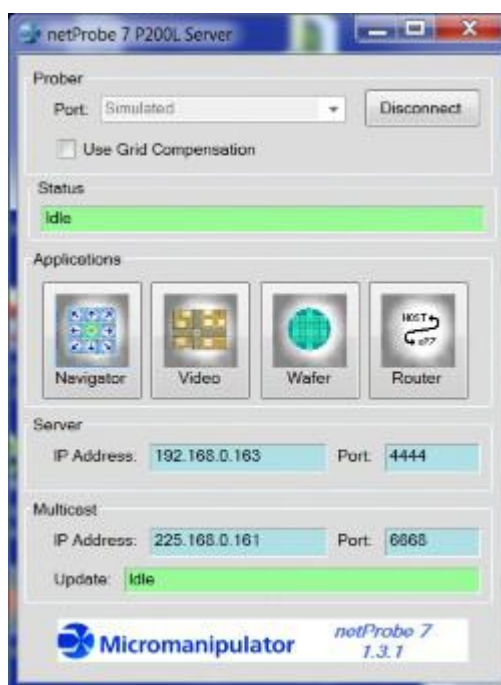 netProbe 7 P200L Server
Prober
Port: Simulated Disconnect
Use Grid Compensation
Status
Idle
Applications
HOST
Navigator Video Wafer Router
Server
IP Address: 192.168.0.163 Port: 4444
Multicast
IP Address: 225.168.0.161 Port: 6668
Update: Idle
Micromanipulator netProbe 7
1.3.1